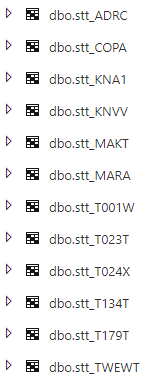 dbo.stt_ADRC
dbo.stt_COPA
dbo.stt_KNA1
dbo.stt_KNVV
dbo.stt_MAKT
dbo.stt_MARA
dbo.stt_T001W
dbo.stt_T023T
dbo.stt_T024X
dbo.stt_T134T
dbo.stt_T179T
dbo.stt_TWEWT